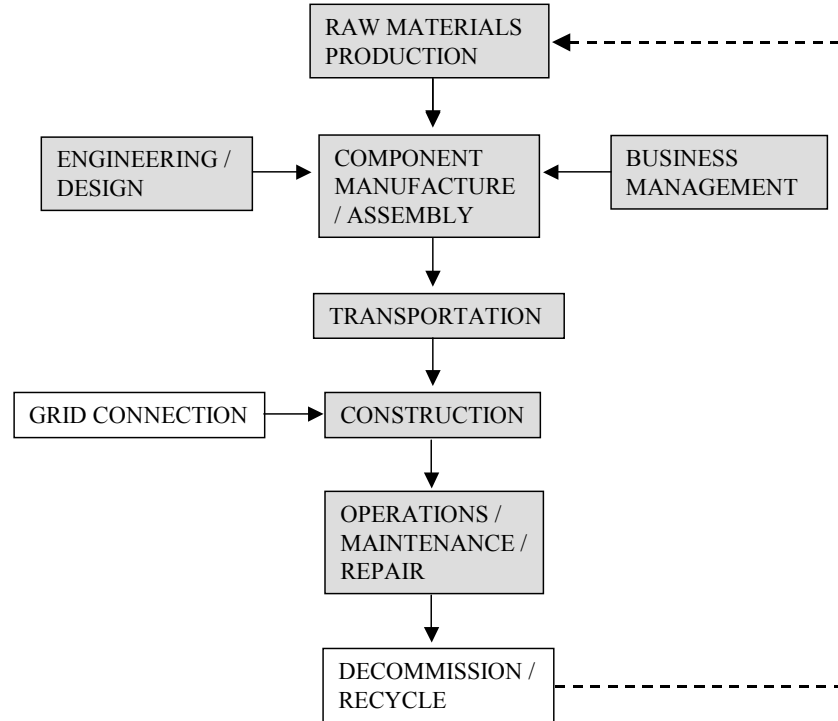 RAW MATERIALS
PRODUCTION
ENGINEERING /
DESIGN
COMPONENT
MANUFACTURE
/ ASSEMBLY
BUSINESS
MANAGEMENT
TRANSPORTATION
GRID CONNECTION
CONSTRUCTION
OPERATIONS /
MAINTENANCE /
REPAIR
DECOMMISSION /
RECYCLE